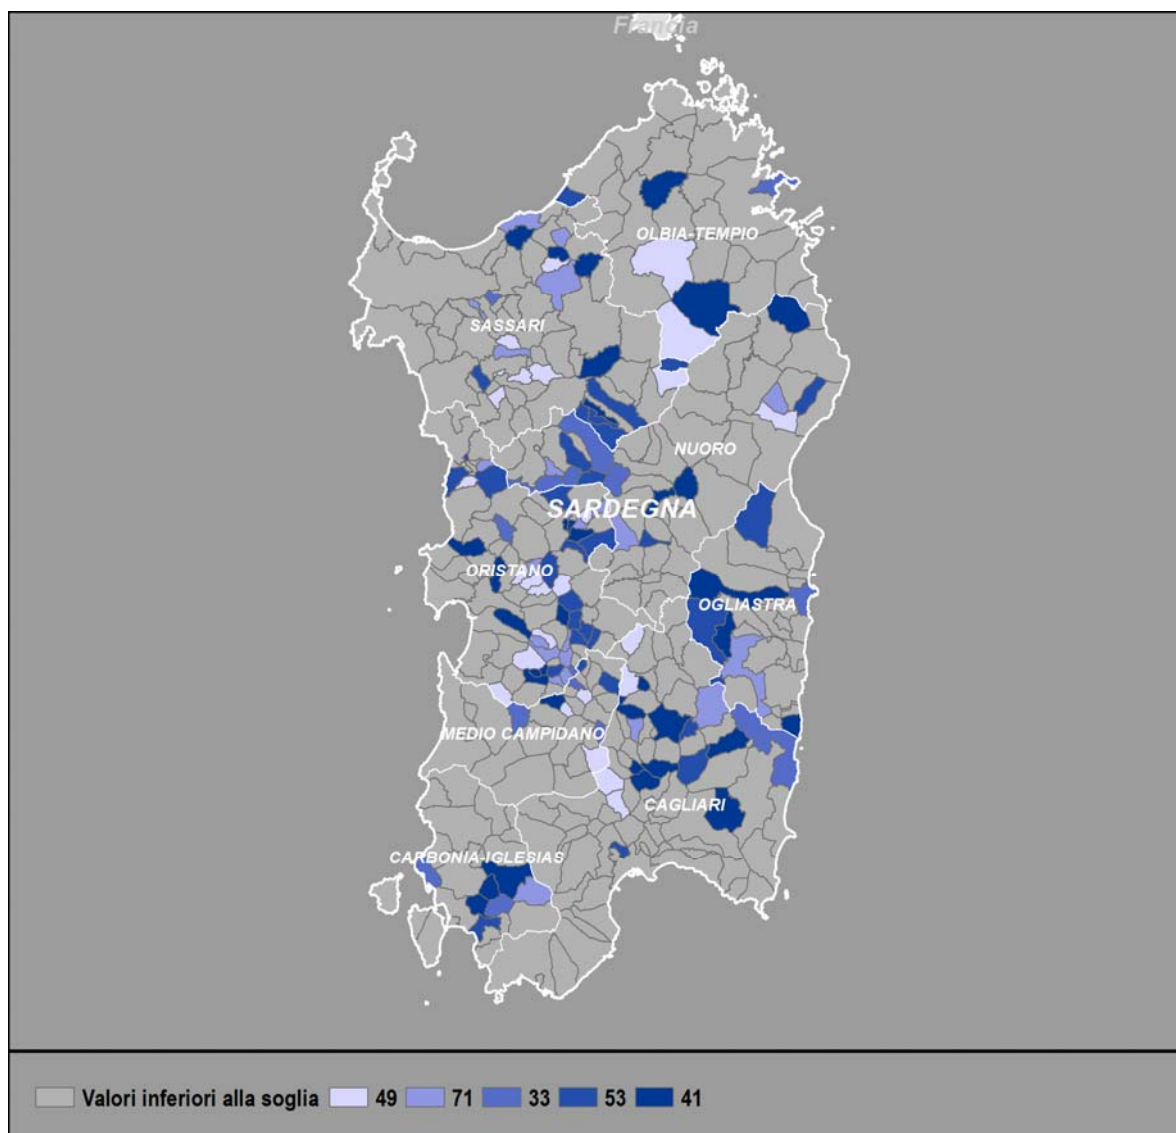 Francia
OLBIA-TEMPIO
SASSARI
NUORO
SARDEGNA
ORISTANO
OGLIASTRA
MEDIO CAMPIDANO
CAGLIARI
CARBONIA-IGLESIAS
Valori inferiori alla soglia 49 71 33 53 41